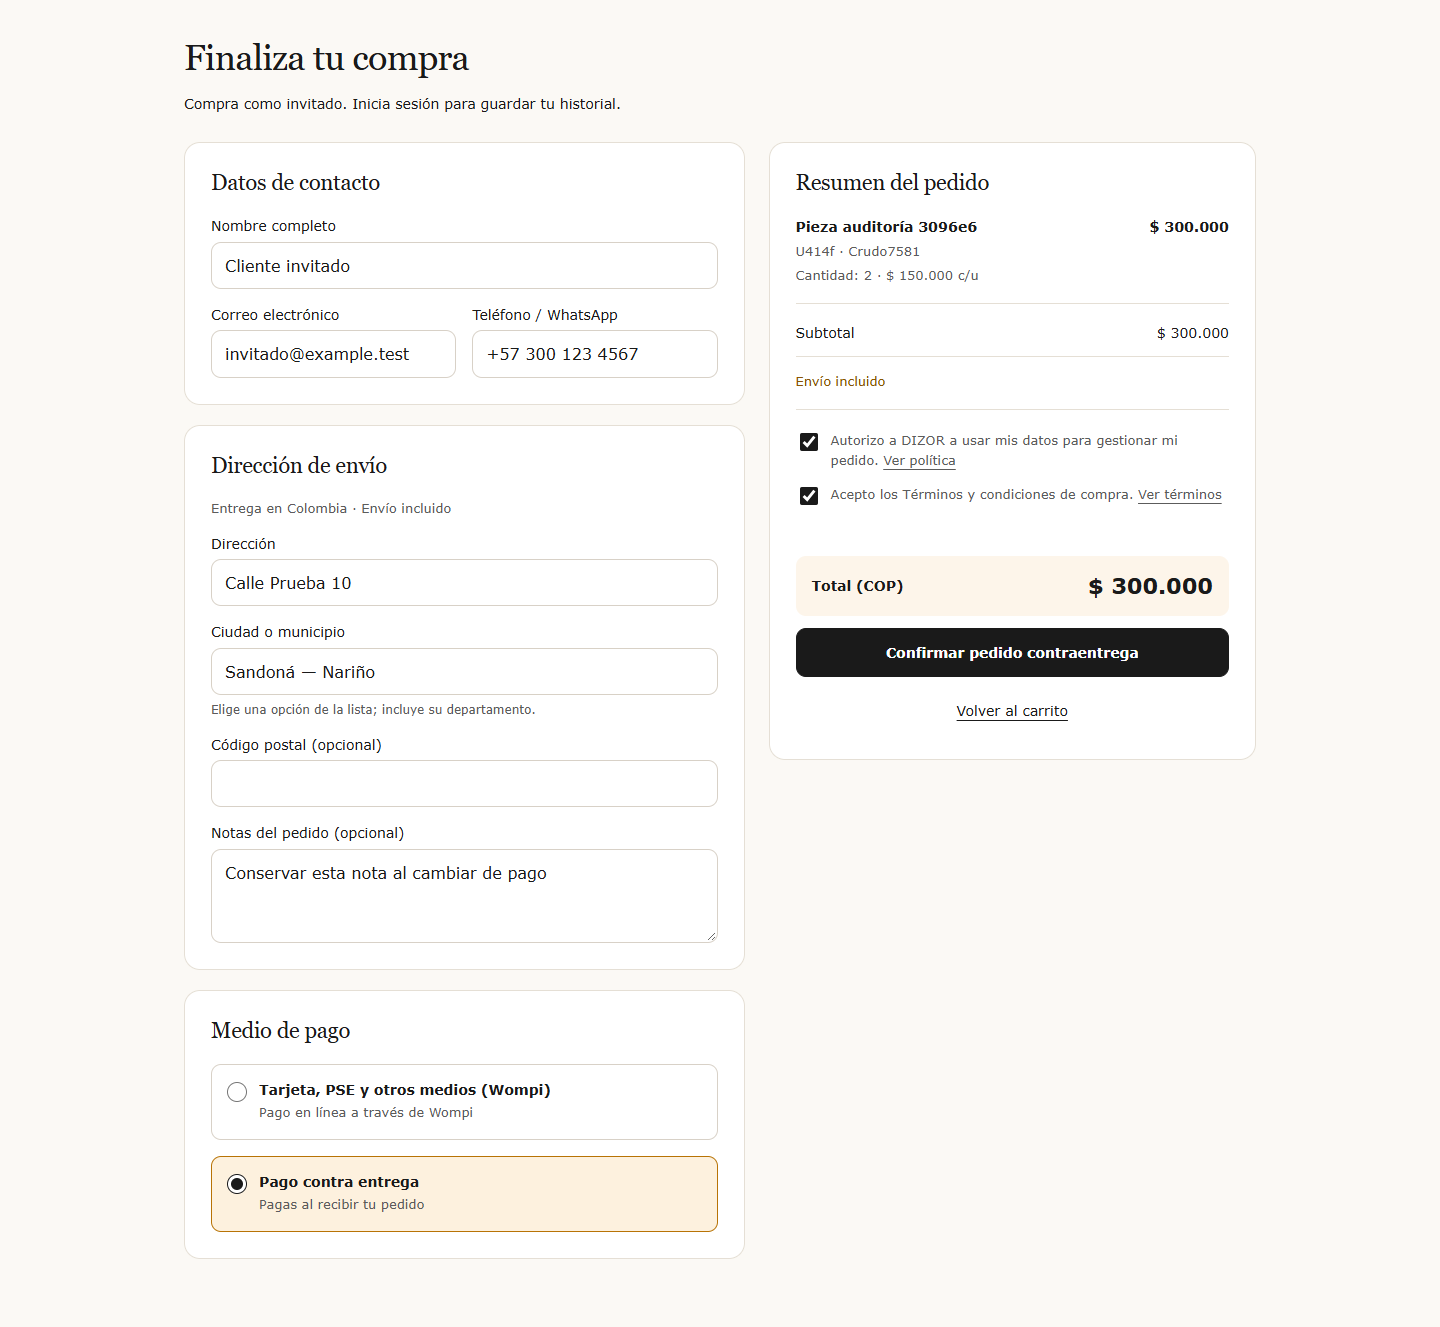 Finaliza tu compra
Compra como invitado. Inicia sesión para guardar tu historial.
Datos de contacto
Nombre completo
Cliente invitado
Correo electrónico
invitado@example.test
Teléfono / WhatsApp
+57 300 123 4567
Dirección de envío
Entrega en Colombia · Envío incluido
Dirección
Calle Prueba 10
Ciudad o municipio
Sandoná — Nariño
Elige una opción de la lista; incluye su departamento.
Código postal (opcional)
Notas del pedido (opcional)
Conservar esta nota al cambiar de pago
Medio de pago
Tarjeta, PSE y otros medios (Wompi)
Pago en línea a través de Wompi
Pago contra entrega
Pagas al recibir tu pedido
Resumen del pedido
Pieza auditoría 3096e6 $ 300.000
U414f · Crudo7581
Cantidad: 2 · $ 150.000 c/u
Subtotal $ 300.000
Envío incluido
Autorizo a DIZOR a usar mis datos para gestionar mi
pedido. Ver política
Acepto los Términos y condiciones de compra. Ver términos
Total (COP) $ 300.000
Confirmar pedido contraentrega
Volver al carrito